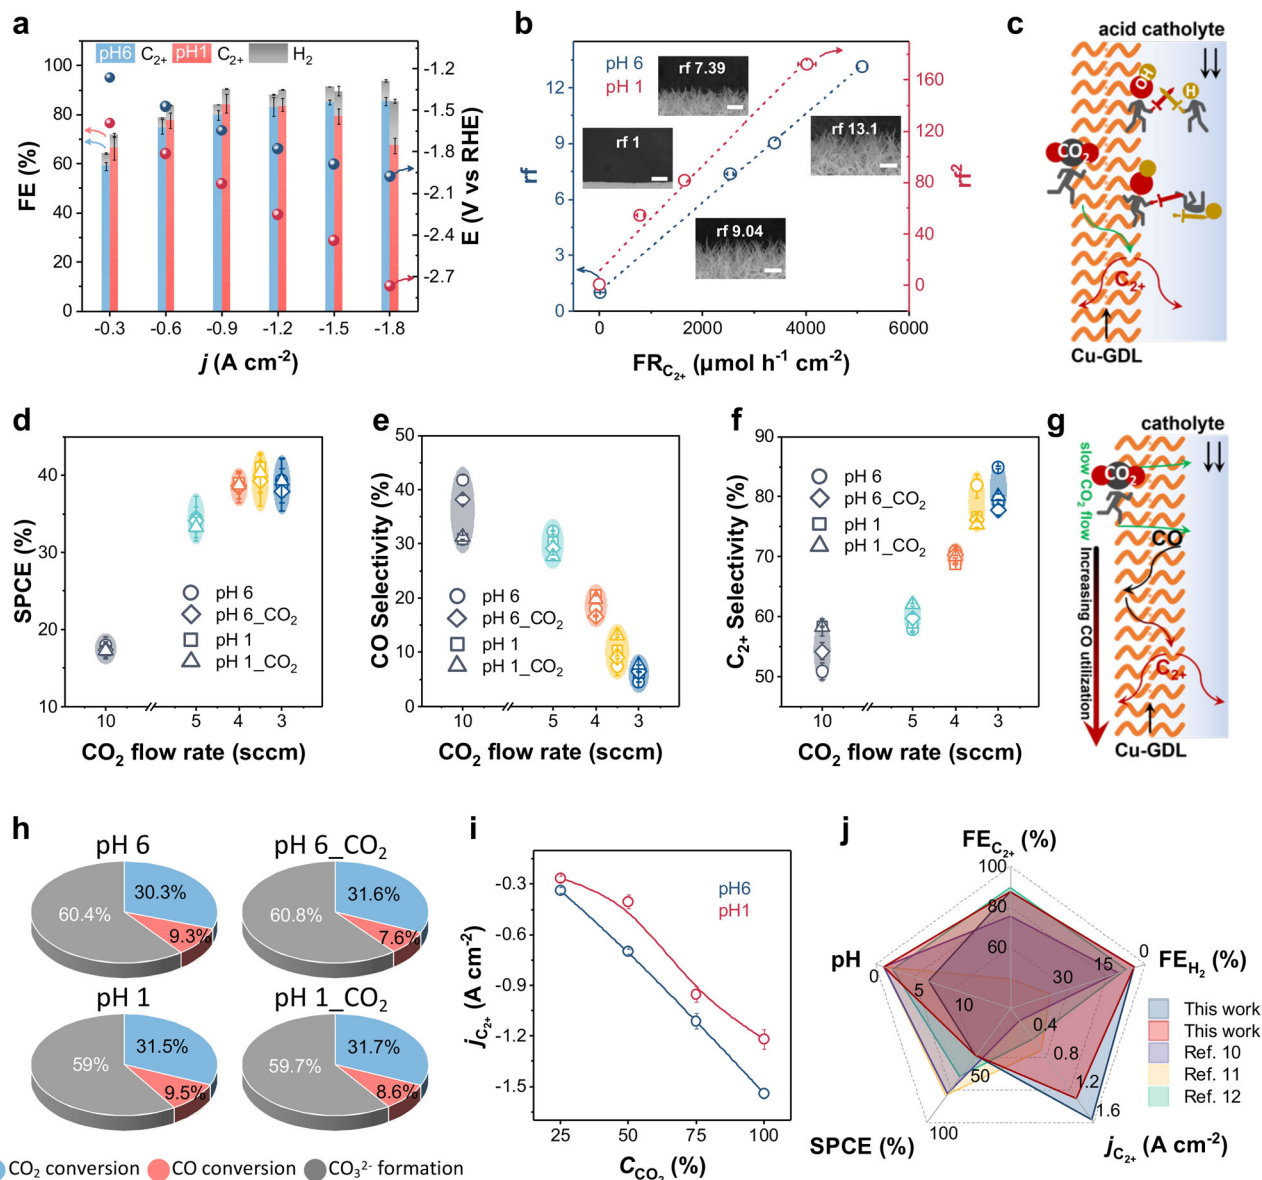 a
pH6 C₂₊ pH1 C₂₊ H₂
FE (%)
100
80
60
40
20
0
-1.2
-1.5
-1.8
-2.1
-2.4
-2.7
-3.0
E (V vs RHE)
-0.3 -0.6 -0.9 -1.2 -1.5 -1.8
j (A cm⁻²)
b
pH 6
pH 1
rf 7.39
rf 1
rf 13.1
rf 9.04
rf
12
9
6
3
0
160
120
80
40
0
rf²
0 2000 4000 6000
FR_C₂₊ (μmol h⁻¹ cm⁻²)
c
acid catholyte
OH
H
CO₂
C₂₊
Cu-GDL
d
SPCE (%)
40
30
20
10
pH 6
pH 6_CO₂
pH 1
pH 1_CO₂
10 5 4 3
CO₂ flow rate (sccm)
e
CO Selectivity (%)
50
40
30
20
10
0
pH 6
pH 6_CO₂
pH 1
pH 1_CO₂
10 5 4 3
CO₂ flow rate (sccm)
f
C₂₊ Selectivity (%)
90
80
70
60
50
pH 6
pH 6_CO₂
pH 1
pH 1_CO₂
10 5 4 3
CO₂ flow rate (sccm)
g
catholyte
slow CO₂ flow
CO₂
CO
Increasing CO utilization
C₂₊
Cu-GDL
h
pH 6
30.3%
60.4%
9.3%
pH 6_CO₂
31.6%
60.8%
7.6%
pH 1
31.5%
59%
9.5%
pH 1_CO₂
31.7%
59.7%
8.6%
CO₂ conversion CO conversion CO₃²⁻ formation
i
pH6
pH1
j_C₂₊ (A cm⁻²)
-0.3
-0.6
-0.9
-1.2
-1.5
25 50 75 100
C_CO₂ (%)
j
FE_C₂₊ (%)
100
80
60
pH
0
5
10
0
15
30
FE_H₂ (%)
0.4
0.8
1.2
1.6
50
100
SPCE (%)
j_C₂₊ (A cm⁻²)
This work
This work
Ref. 10
Ref. 11
Ref. 12